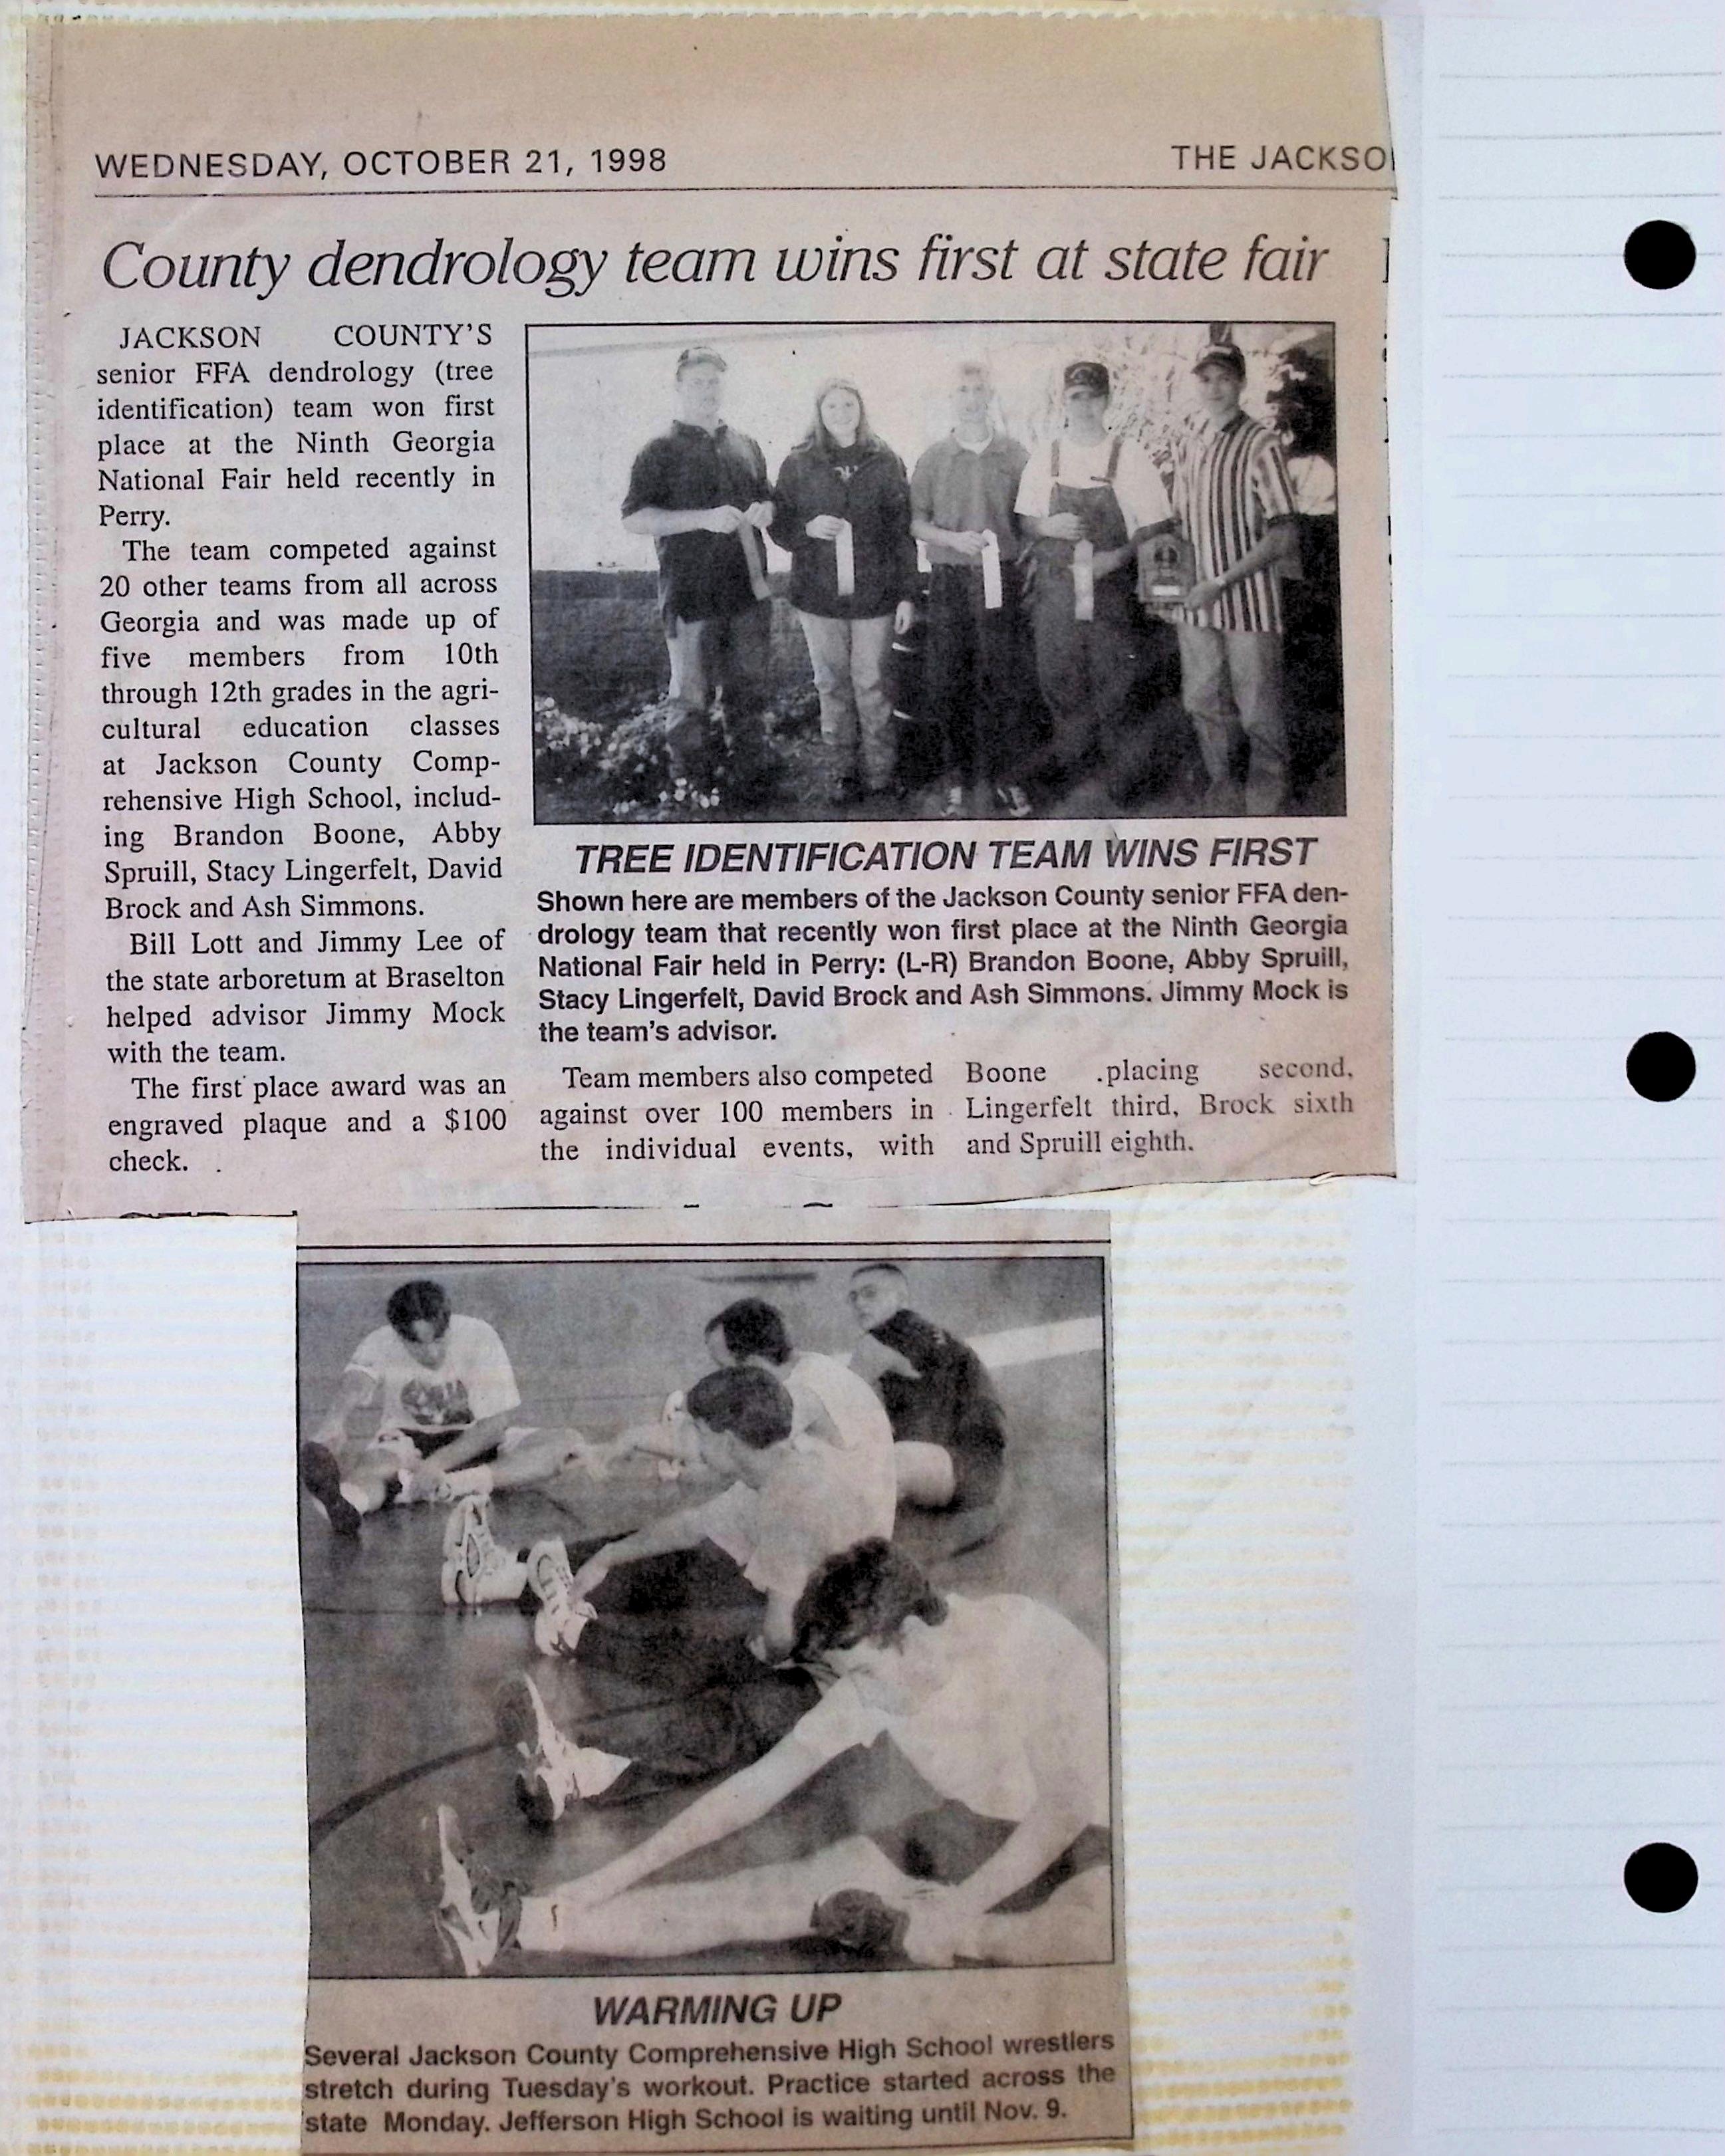 WEDNESDAY, OCTOBER 21, 1998
THE JACKSO
County dendrology team wins first at state fair
JACKSON COUNTY'S
senior FFA dendrology (tree
identification) team won first
place at the Ninth Georgia
National Fair held recently in
Perry.
The team competed against
20 other teams from all across
Georgia and was made up of
five members from 10th
through 12th grades in the agri-
cultural education classes
at Jackson County Comp-
rehensive High School, includ-
ing Brandon Boone, Abby
Spruill, Stacy Lingerfelt, David
Brock and Ash Simmons.
Bill Lott and Jimmy Lee of
the state arboretum at Braselton
helped advisor Jimmy Mock
with the team.
The first place award was an
engraved plaque and a $100
check.
TREE IDENTIFICATION TEAM WINS FIRST
Shown here are members of the Jackson County senior FFA den-
drology team that recently won first place at the Ninth Georgia
National Fair held in Perry: (L-R) Brandon Boone, Abby Spruill,
Stacy Lingerfelt, David Brock and Ash Simmons. Jimmy Mock is
the team's advisor.
Team members also competed
against over 100 members in
the individual events, with
Boone placing second,
Lingerfelt third, Brock sixth
and Spruill eighth.
WARMING UP
Several Jackson County Comprehensive High School wrestlers
stretch during Tuesday's workout. Practice started across the
state Monday. Jefferson High School is waiting until Nov. 9.